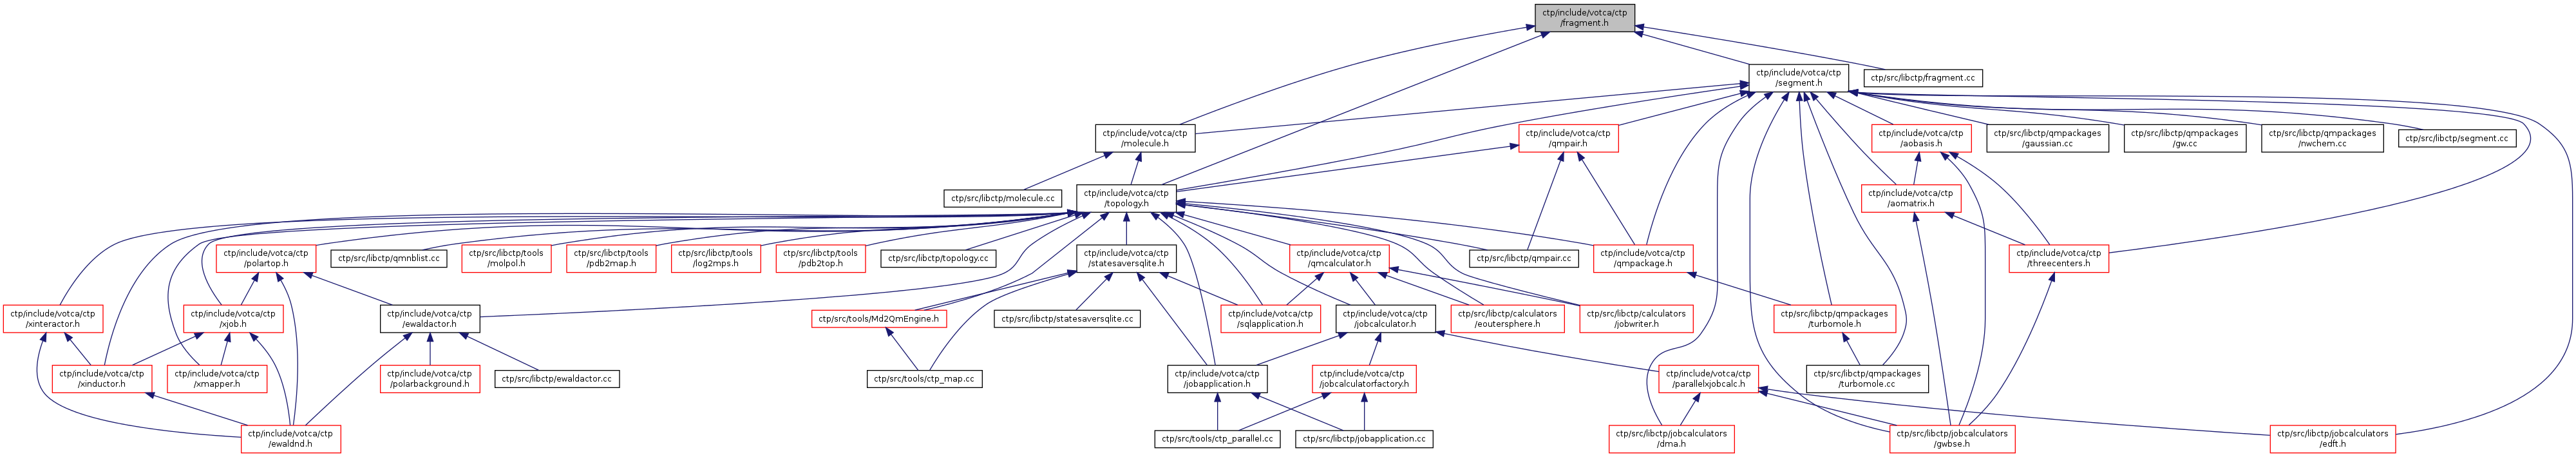 ctp/include/votca/ctp
/fragment.h
ctp/include/votca/ctp
/segment.h
ctp/src/libctp/fragment.cc
ctp/include/votca/ctp
/molecule.h
ctp/include/votca/ctp
/qmpair.h
ctp/include/votca/ctp
/aobasis.h
ctp/src/libctp/qmpackages
/gaussian.cc
ctp/src/libctp/qmpackages
/gw.cc
ctp/src/libctp/qmpackages
/nwchem.cc
ctp/src/libctp/segment.cc
ctp/src/libctp/molecule.cc
ctp/include/votca/ctp
/topology.h
ctp/include/votca/ctp
/aomatrix.h
ctp/include/votca/ctp
/polartop.h
ctp/src/libctp/qmnblist.cc
ctp/src/libctp/tools
/molpol.h
ctp/src/libctp/tools
/pdb2map.h
ctp/src/libctp/tools
/log2mps.h
ctp/src/libctp/tools
/pdb2top.h
ctp/src/libctp/topology.cc
ctp/include/votca/ctp
/statesaversqlite.h
ctp/include/votca/ctp
/qmcalculator.h
ctp/src/libctp/qmpair.cc
ctp/include/votca/ctp
/qmpackage.h
ctp/include/votca/ctp
/threecenters.h
ctp/include/votca/ctp
/xinteractor.h
ctp/include/votca/ctp
/xjob.h
ctp/include/votca/ctp
/ewaldactor.h
ctp/src/tools/Md2QmEngine.h
ctp/src/libctp/statesaversqlite.cc
ctp/include/votca/ctp
/sqlapplication.h
ctp/include/votca/ctp
/jobcalculator.h
ctp/src/libctp/calculators
/eoutersphere.h
ctp/src/libctp/calculators
/jobwriter.h
ctp/src/libctp/qmpackages
/turbomole.h
ctp/include/votca/ctp
/xinductor.h
ctp/include/votca/ctp
/xmapper.h
ctp/include/votca/ctp
/polarbackground.h
ctp/src/libctp/ewaldactor.cc
ctp/src/tools/ctp_map.cc
ctp/include/votca/ctp
/jobapplication.h
ctp/include/votca/ctp
/jobcalculatorfactory.h
ctp/include/votca/ctp
/parallelxjobcalc.h
ctp/src/libctp/qmpackages
/turbomole.cc
ctp/include/votca/ctp
/ewaldnd.h
ctp/src/tools/ctp_parallel.cc
ctp/src/libctp/jobapplication.cc
ctp/src/libctp/jobcalculators
/dma.h
ctp/src/libctp/jobcalculators
/gwbse.h
ctp/src/libctp/jobcalculators
/edft.h